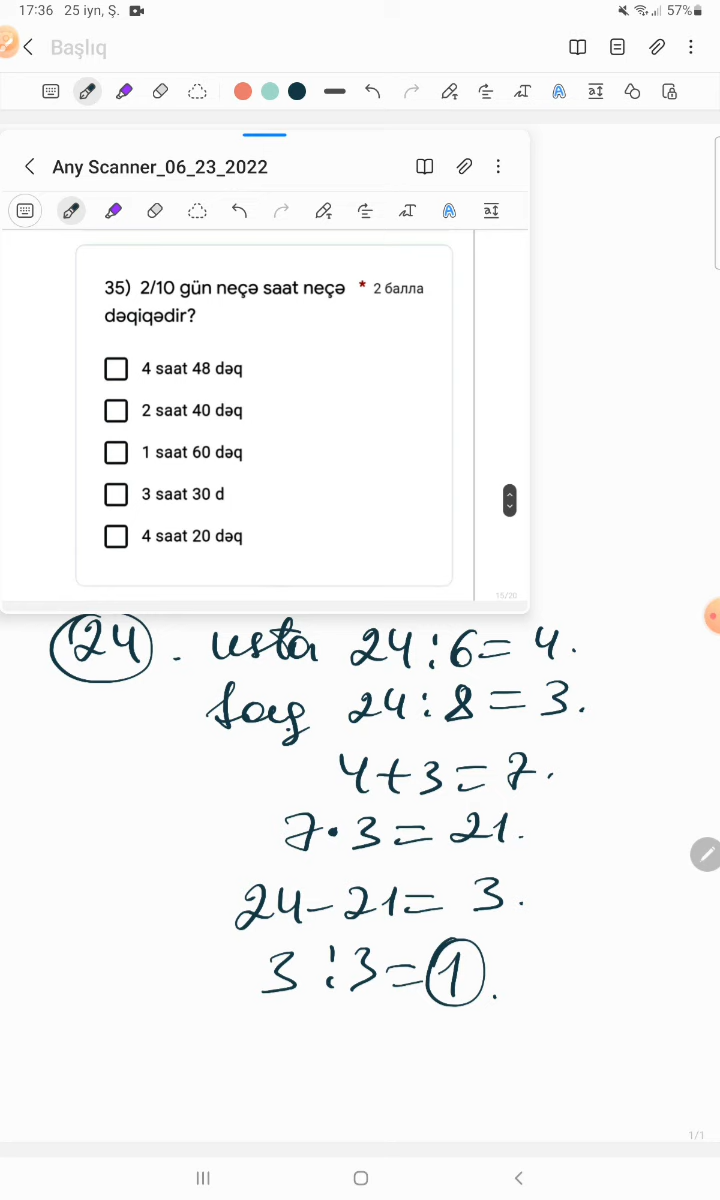 17:36 25 iyn, Ş. 57%
Başlıq
Any Scanner_06_23_2022
35) 2/10 gün neçə saat neçə * 2 балла
dəqiqədir?
4 saat 48 dəq
2 saat 40 dəq
1 saat 60 dəq
3 saat 30 d
4 saat 20 dəq
15/20
24. usta 24:6=4.
24:8=3.
4+3=7.
7·3=21.
24-21=3.
3:3=1.
1/1